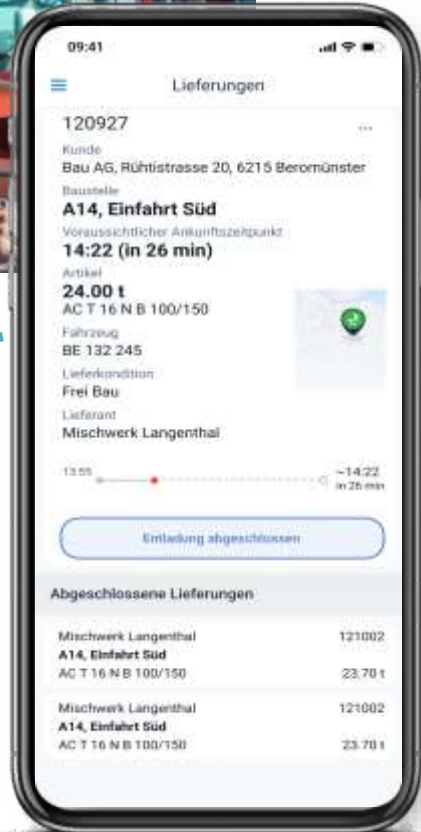 09:41
Lieferungen
120927
...
Kunde
Bau AG, Rühtistrasse 20, 6215 Beromünster
Baustelle
A14, Einfahrt Süd
Voraussichtlicher Ankunftszeitpunkt
14:22 (in 26 min)
Artikel
24.00 t
AC T 16 N B 100/150
Fahrzeug
BE 132 245
Lieferkondition
Frei Bau
Lieferant
Mischwerk Langenthal
13:55
~14:22
in 26 min
Entladung abgeschlossen
Abgeschlossene Lieferungen
Mischwerk Langenthal 121002
A14, Einfahrt Süd
AC T 16 N B 100/150 23.70 t
Mischwerk Langenthal 121002
A14, Einfahrt Süd
AC T 16 N B 100/150 23.70 t